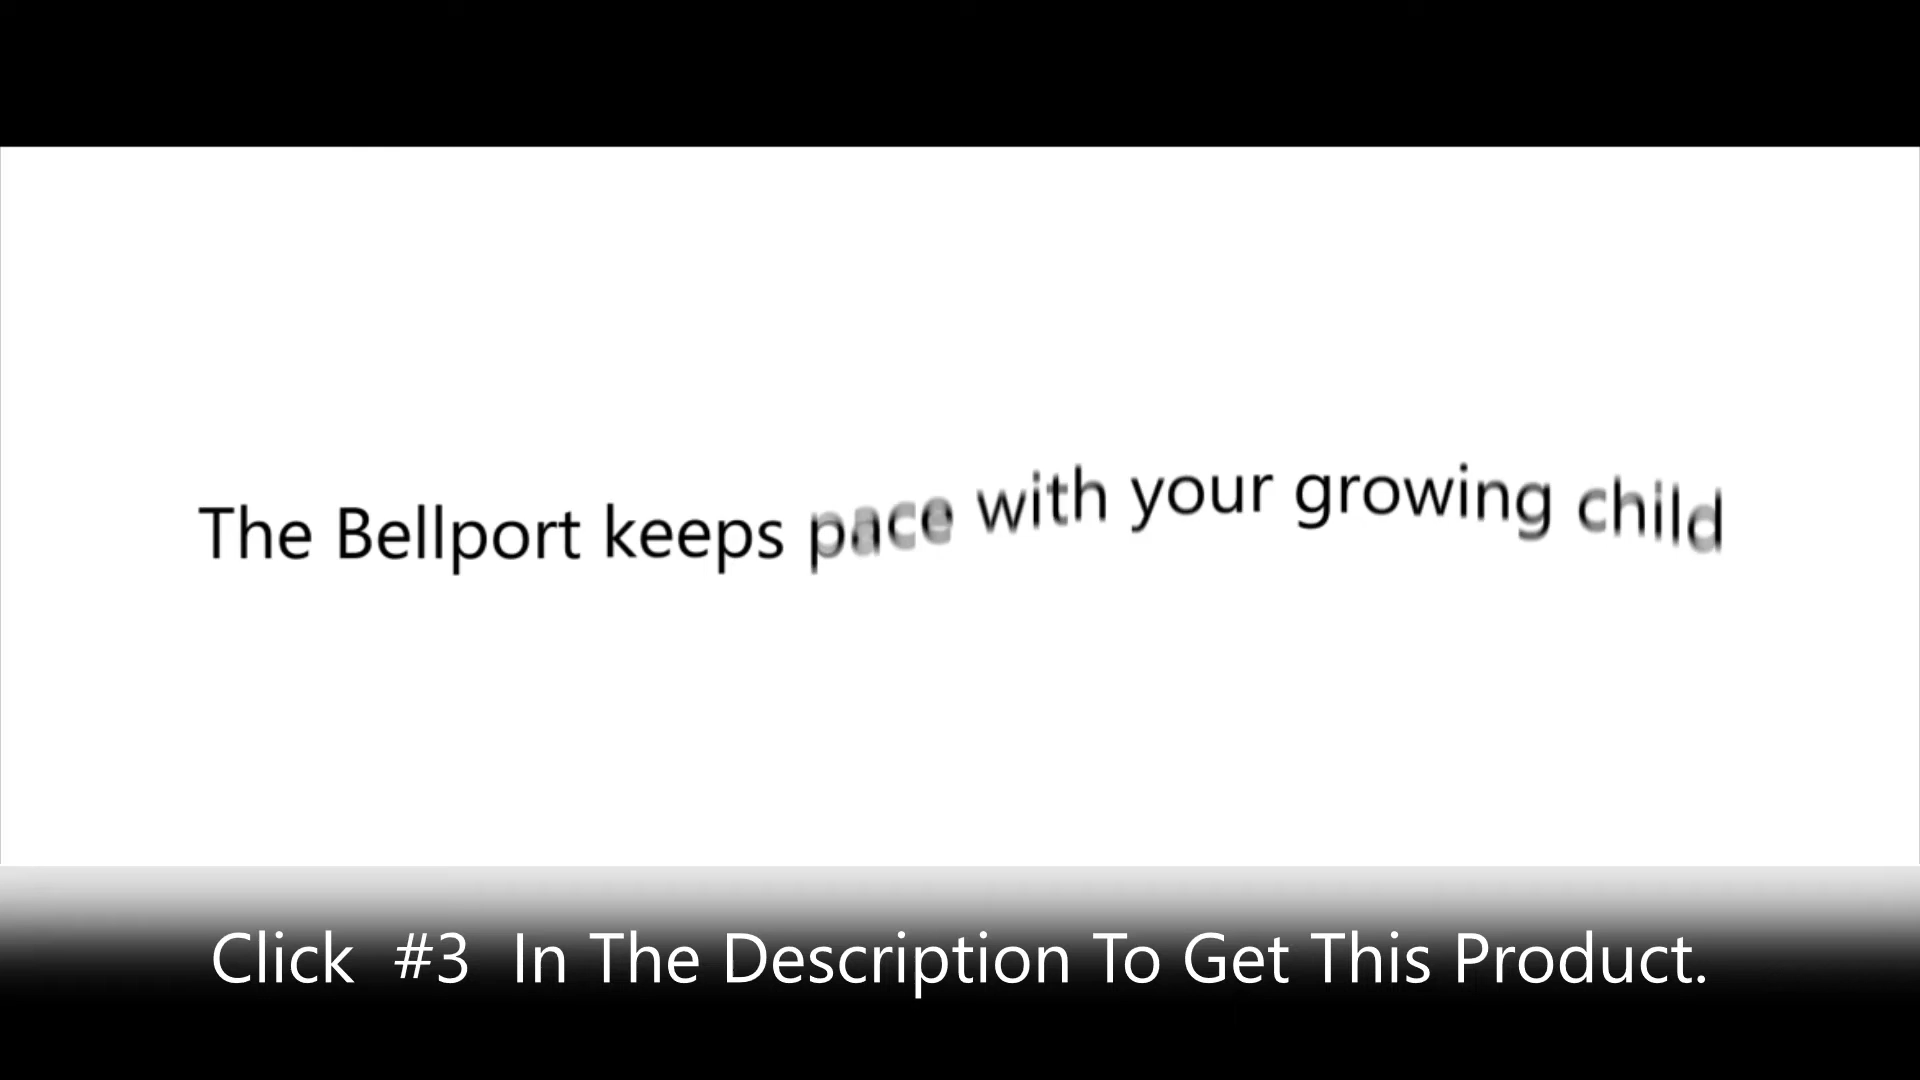 The Bellport keeps pace with your growing child
Click #3 In The Description To Get This Product.